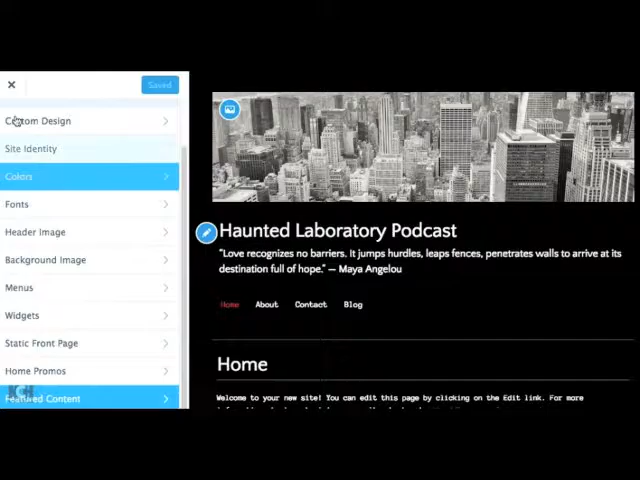 Saved
Custom Design
Site Identity
Colors
Fonts
Header Image
Background Image
Menus
Widgets
Static Front Page
Home Promos
Featured Content
Haunted Laboratory Podcast
"Love recognizes no barriers. It jumps hurdles, leaps fences, penetrates walls to arrive at its
destination full of hope." — Maya Angelou
Home About Contact Blog
Home
Welcome to your new site! You can edit this page by clicking on the Edit link. For more